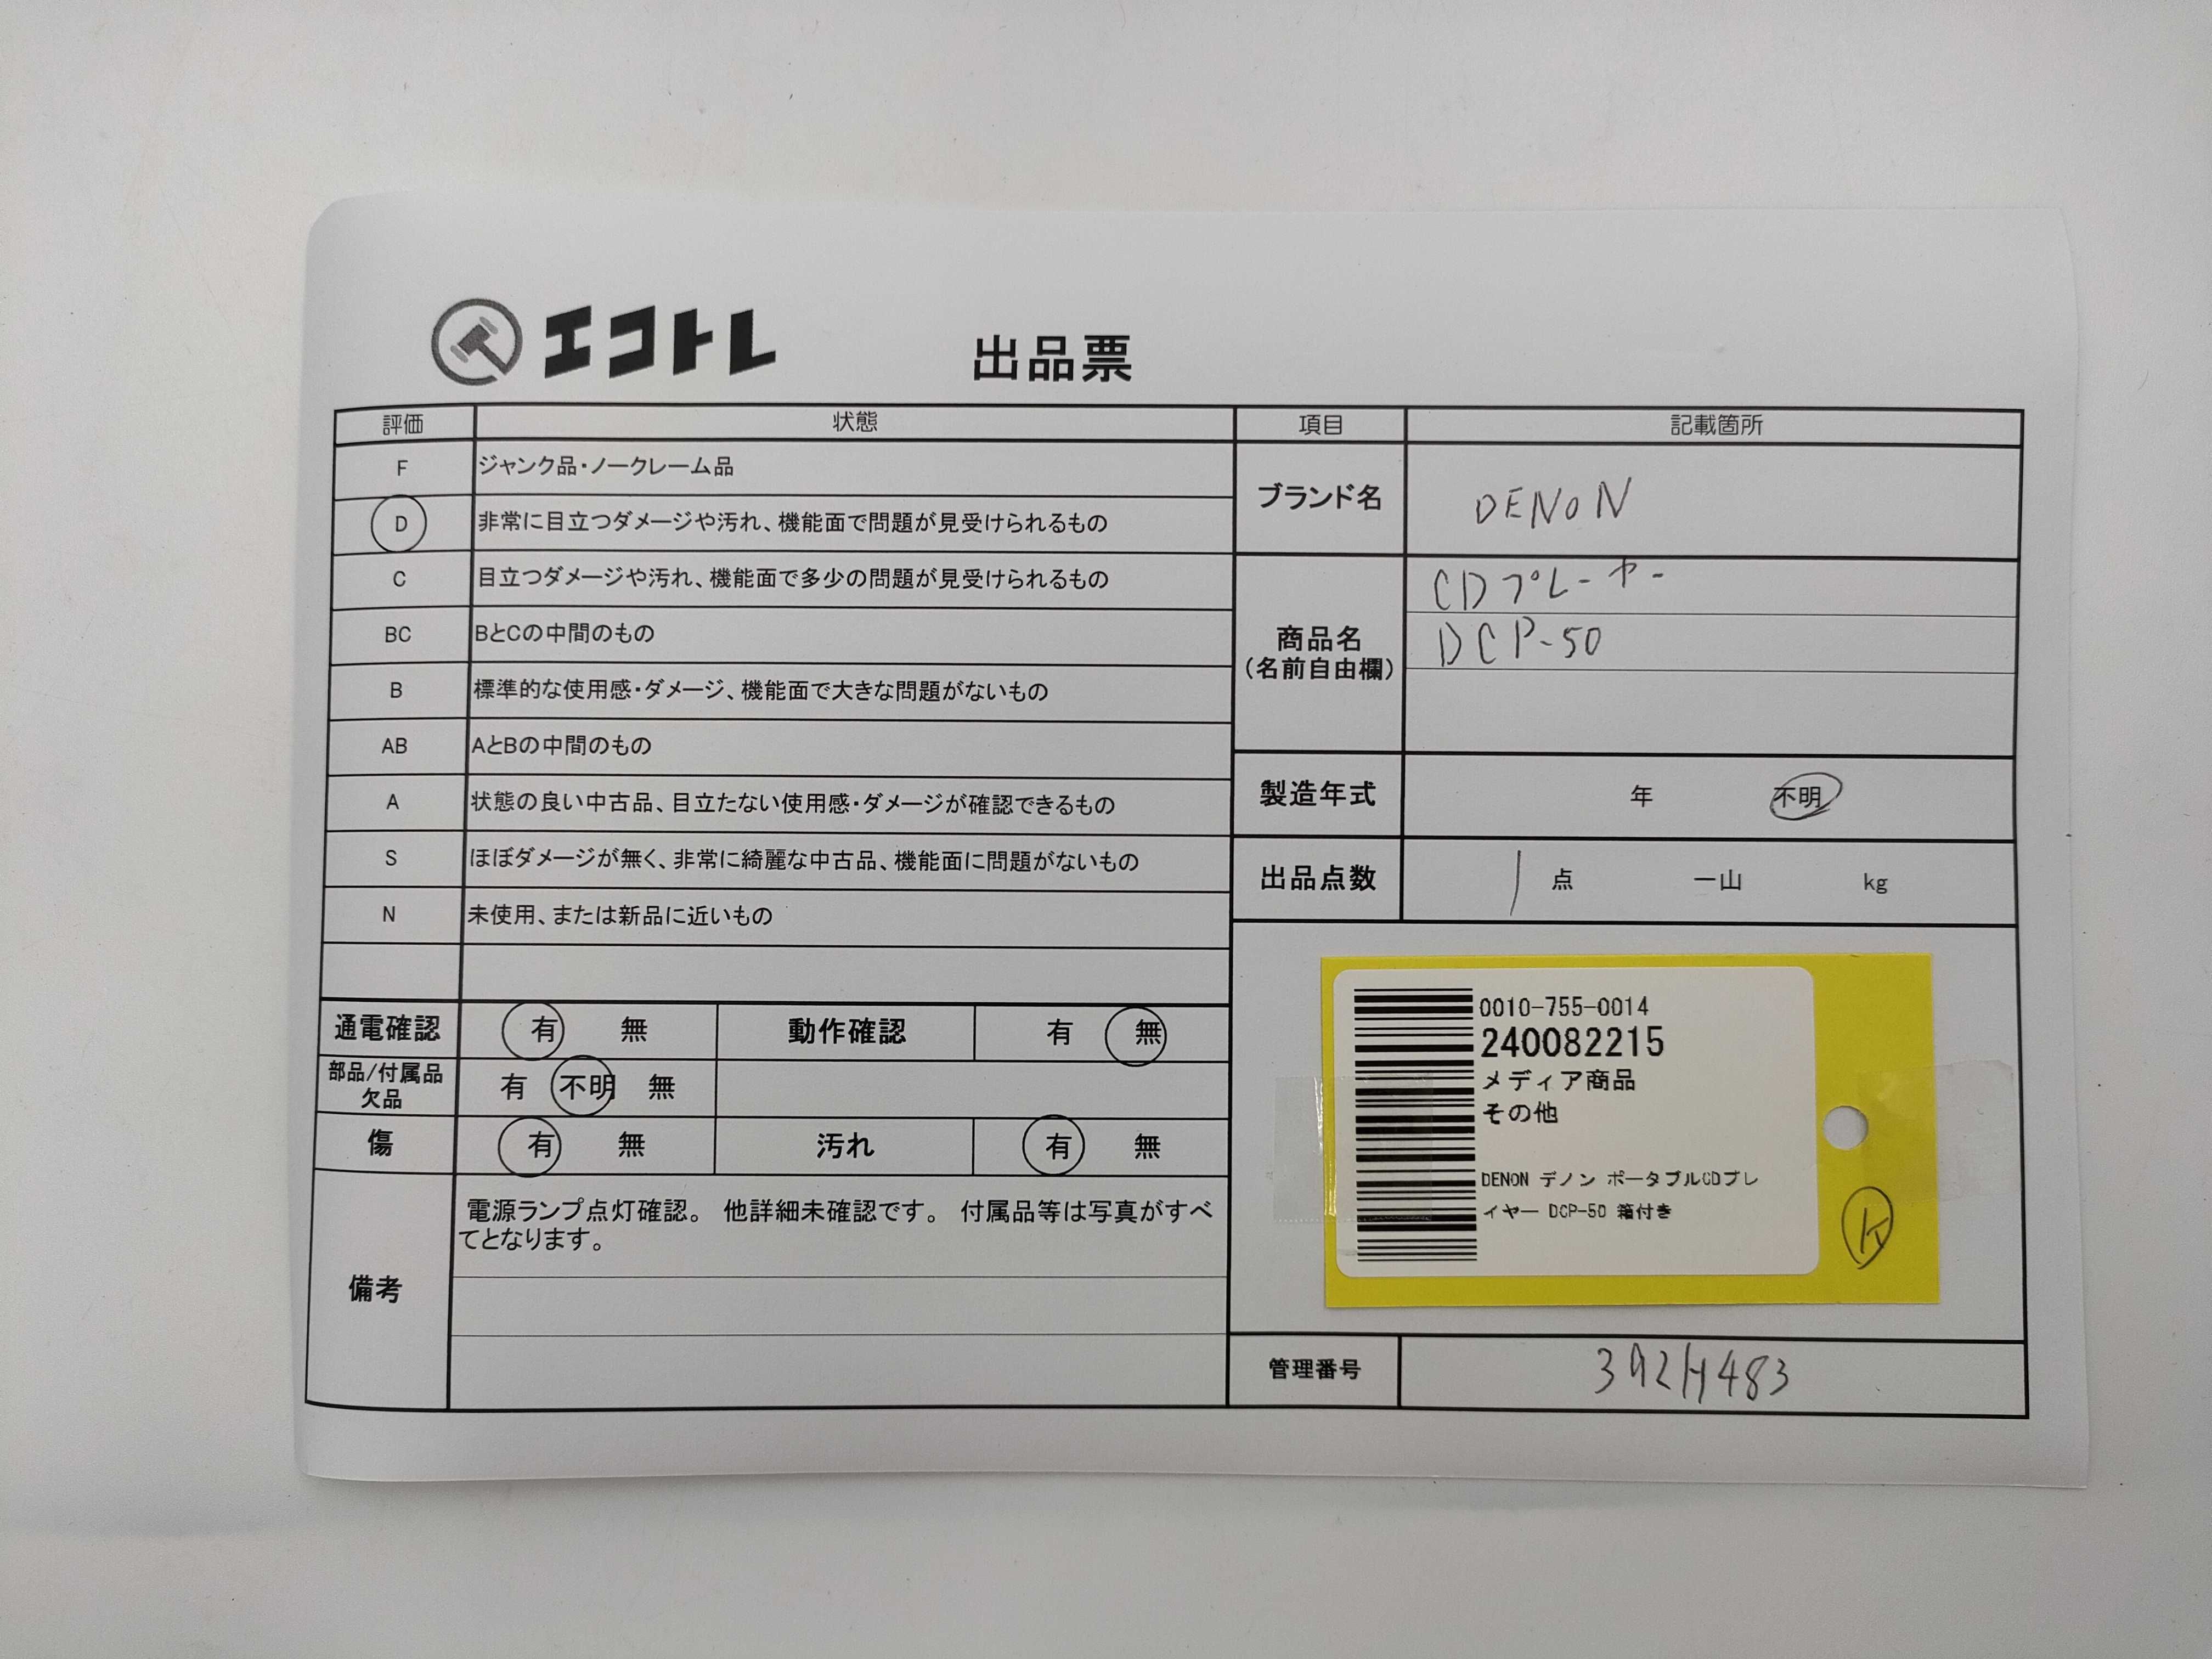 エコトレ
出品票
評価 状態
F ジャンク品・ノークレーム品
D 非常に目立つダメージや汚れ、機能面で問題が見受けられるもの
C 目立つダメージや汚れ、機能面で多少の問題が見受けられるもの
BC BとCの中間のもの
B 標準的な使用感・ダメージ、機能面で大きな問題がないもの
AB AとBの中間のもの
A 状態の良い中古品、目立たない使用感・ダメージが確認できるもの
S ほぼダメージが無く、非常に綺麗な中古品、機能面に問題がないもの
N 未使用、または新品に近いもの
通電確認 有 無 動作確認 有 無
部品/付属品
欠品
有 不明 無
傷 有 無 汚れ 有 無
備考
電源ランプ点灯確認。 他詳細未確認です。 付属品等は写真がすべ
てとなります。
項目 記載箇所
ブランド名 DENON
商品名
(名前自由欄)
CDプレーヤー
DCP-50
製造年式 年 不明
出品点数 1 点 一山 kg
0010-755-0014
240082215
メディア商品
その他
DENON デノン ポータブルCDプレ
イヤー DCP-50 箱付き
管理番号